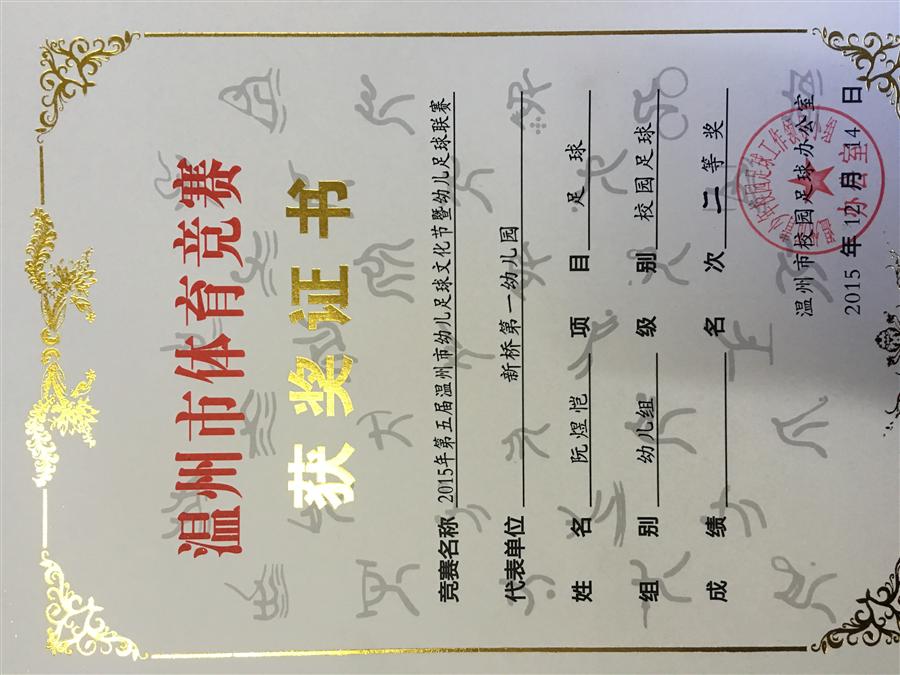 温州市体育竞赛
获奖证书
竞赛名称 2015年第五届温州市幼儿足球文化节暨幼儿足球联赛
代表单位 新桥第一幼儿园
姓名 阮煜恺 项目 足球
组别 幼儿组 级别 校园足球
成绩 名次 二等奖
温州市校园足球办公室
2015 年 12 月 14 日